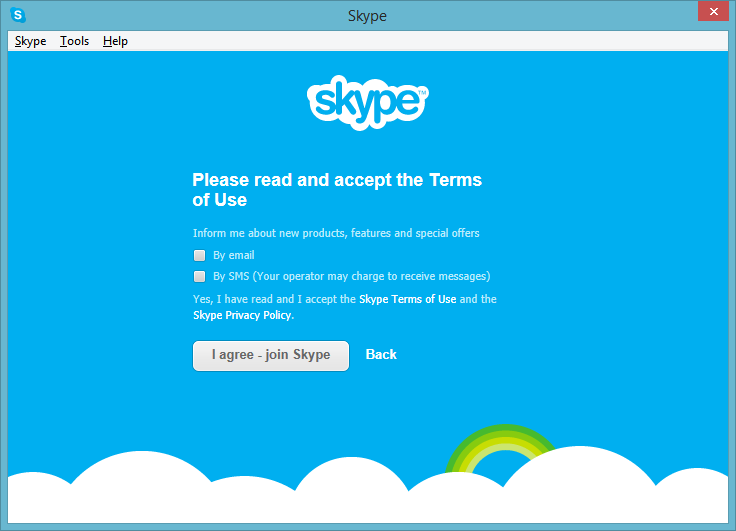 Skype
Skype Tools Help
skype™
Please read and accept the Terms
of Use
Inform me about new products, features and special offers
By email
By SMS (Your operator may charge to receive messages)
Yes, I have read and I accept the Skype Terms of Use and the
Skype Privacy Policy.
I agree - join Skype Back